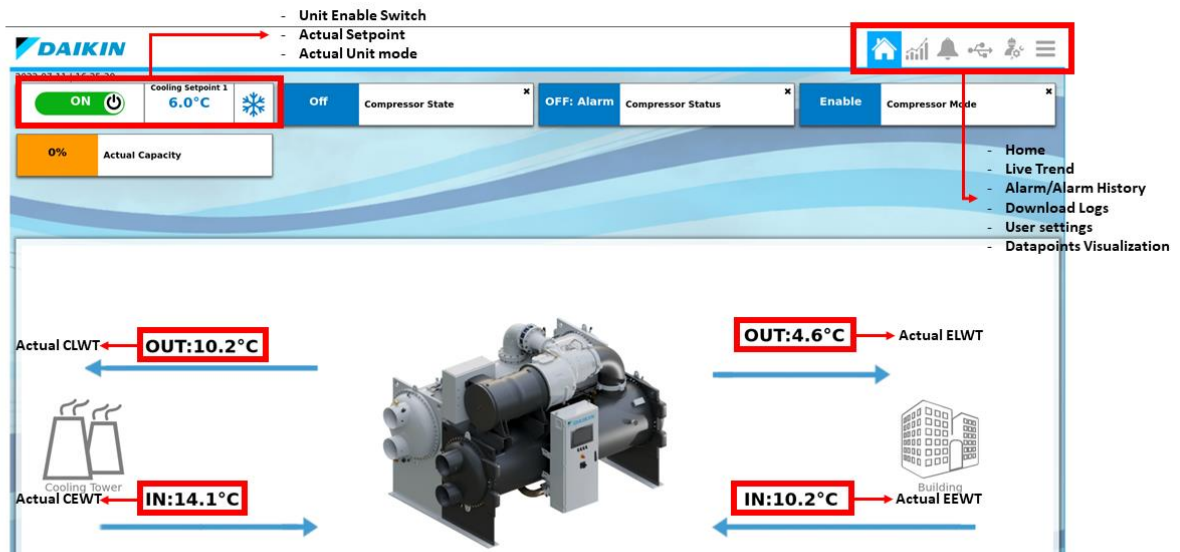 - Unit Enable Switch
- Actual Setpoint
- Actual Unit mode
DAIKIN
ON
Cooling Setpoint 1
6.0°C
Off
Compressor State
×
OFF: Alarm
Compressor Status
×
Enable
Compressor Mode
×
0%
Actual Capacity
- Home
- Live Trend
- Alarm/Alarm History
- Download Logs
- User settings
- Datapoints Visualization
Actual CLWT
OUT:10.2°C
OUT:4.6°C
Actual ELWT
DAIKIN
Cooling Tower
Building
Actual CEWT
IN:14.1°C
IN:10.2°C
Actual EEWT